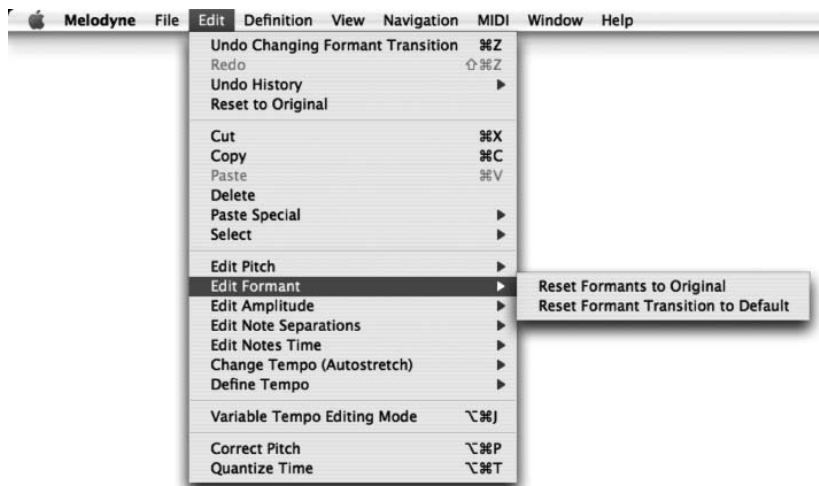 Melodyne File Edit Definition View Navigation MIDI Window Help
Undo Changing Formant Transition ⌘Z
Redo ⇧⌘Z
Undo History ▶
Reset to Original
Cut ⌘X
Copy ⌘C
Paste ⌘V
Delete
Paste Special ▶
Select ▶
Edit Pitch ▶
Edit Formant ▶ Reset Formants to Original
Edit Amplitude ▶ Reset Formant Transition to Default
Edit Note Separations ▶
Edit Notes Time ▶
Change Tempo (Autostretch) ▶
Define Tempo ▶
Variable Tempo Editing Mode ⌥⌘J
Correct Pitch ⌥⌘P
Quantize Time ⌥⌘T